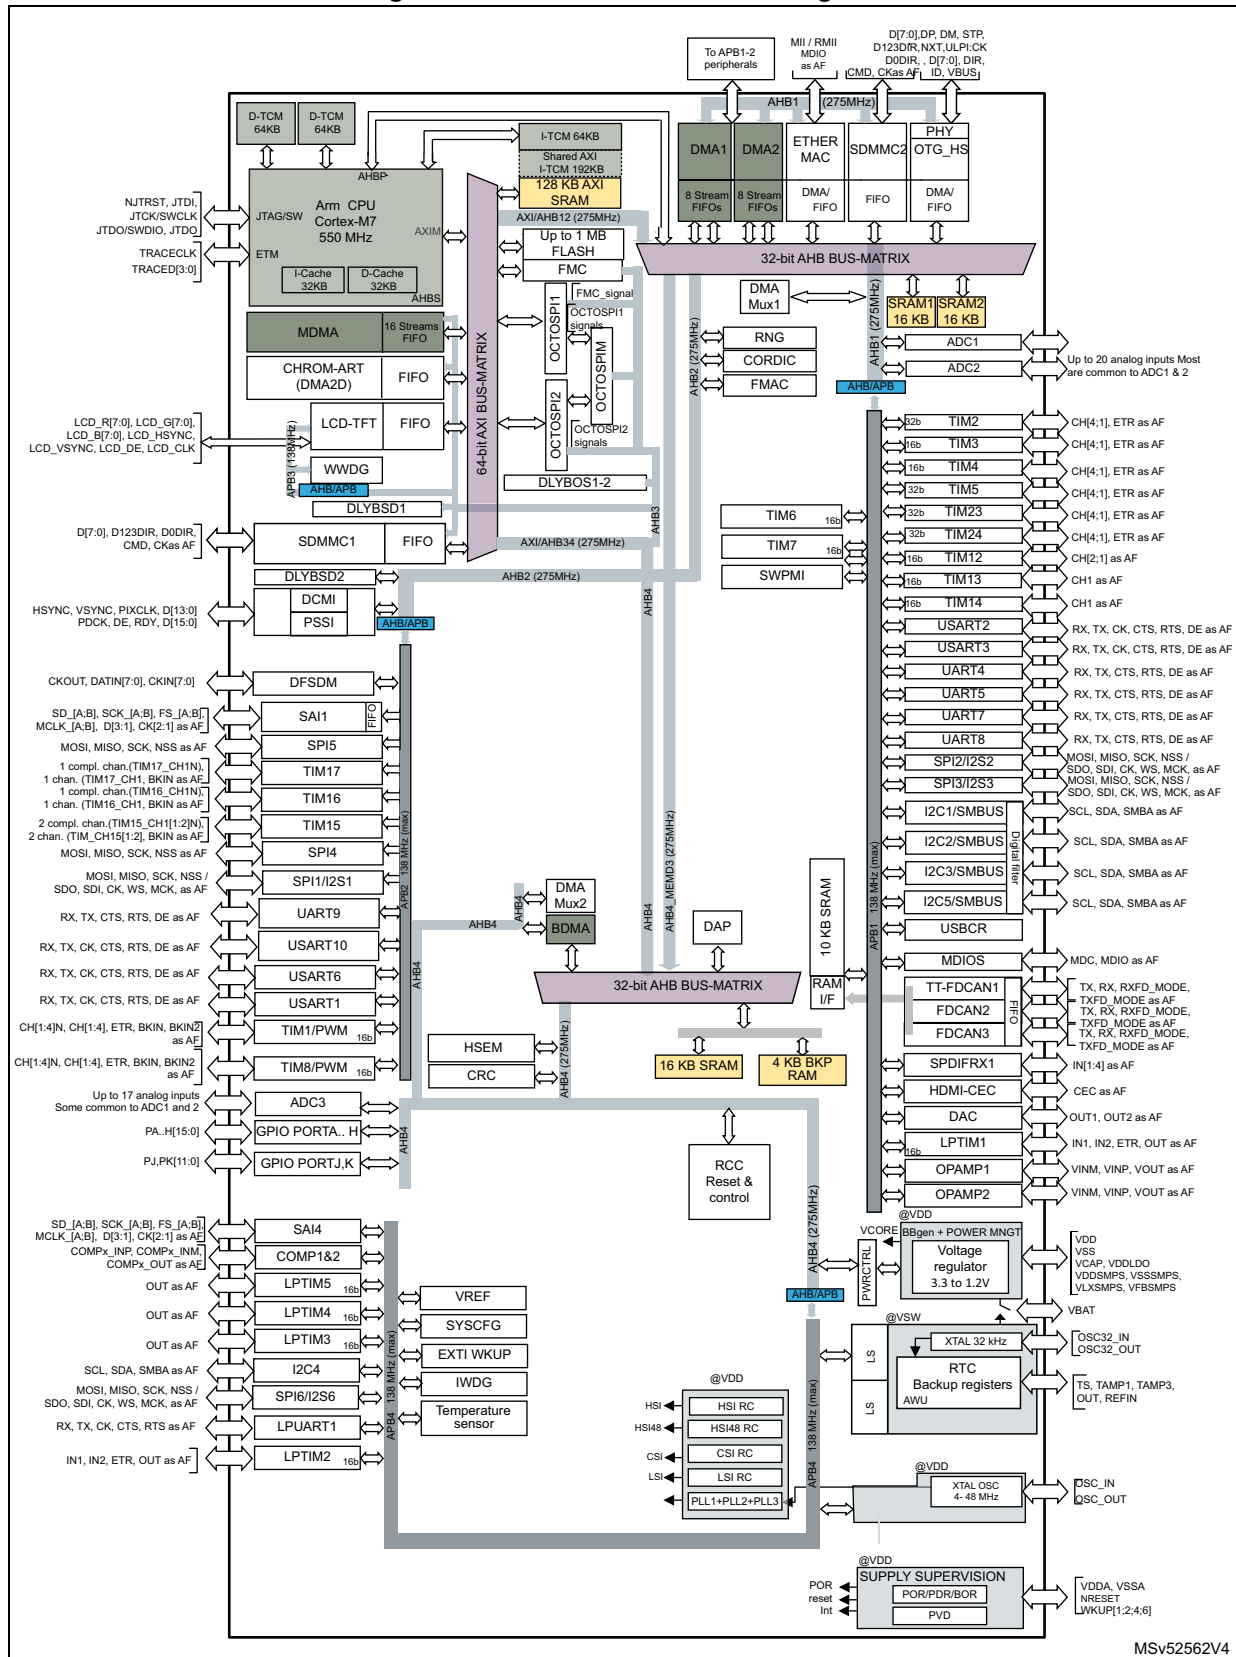 To APB1-2
peripherals
MII / RMII
MDIO
as AF
D[7:0],DP, DM, STP,
D123DIR,NXT,ULPI:CK
D0DIR, , D[7:0], DIR,
CMD, CKas AF ID, VBUS,
AHB1 (275MHz)
D-TCM
64KB
D-TCM
64KB
I-TCM 64KB
Shared AXI
I-TCM 192KB
128 KB AXI
SRAM
DMA1
8 Stream
FIFOs
DMA2
8 Stream
FIFOs
ETHER
MAC
DMA/
FIFO
SDMMC2
FIFO
PHY
OTG_HS
DMA/
FIFO
AHBP
NJTRST, JTDI,
JTCK/SWCLK
JTDO/SWDIO, JTDO
JTAG/SW
Arm CPU
Cortex-M7
550 MHz
AXIM
TRACECLK
TRACED[3:0]
ETM
I-Cache
32KB
D-Cache
32KB
AHBS
64-bit AXI BUS-MATRIX
AXI/AHB12 (275MHz)
Up to 1 MB
FLASH
FMC
32-bit AHB BUS-MATRIX
MDMA
16 Streams
FIFO
CHROM-ART
(DMA2D)
FIFO
LCD_R[7:0], LCD_G[7:0],
LCD_B[7:0], LCD_HSYNC,
LCD_VSYNC, LCD_DE, LCD_CLK
LCD-TFT
FIFO
APB3 (138MHz)
WWDG
AHB/APB
OCTOSPI1
FMC_signal
OCTOSPI1
signals
OCTOSPIM
OCTOSPI2
OCTOSPI2
signals
DLYBOS1-2
DLYBSD1
D[7:0], D123DIR, D0DIR,
CMD, CKas AF
SDMMC1
FIFO
AXI/AHB34 (275MHz)
AHB3
DMA
Mux1
AHB1 (275MHz)
SRAM1
16 KB
SRAM2
16 KB
RNG
CORDIC
FMAC
AHB2 (275MHz)
ADC1
ADC2
Up to 20 analog inputs Most
are common to ADC1 & 2
AHB/APB
DLYBSD2
AHB2 (275MHz)
HSYNC, VSYNC, PIXCLK, D[13:0]
PDCK, DE, RDY, D[15:0]
DCMI
PSSI
AHB/APB
AHB4
TIM6
16b
TIM7
16b
SWPMI
32b
TIM2
CH[4;1], ETR as AF
16b
TIM3
CH[4;1], ETR as AF
16b
TIM4
CH[4;1], ETR as AF
32b
TIM5
CH[4;1], ETR as AF
32b
TIM23
CH[4;1], ETR as AF
32b
TIM24
CH[4;1], ETR as AF
16b
TIM12
CH[2;1] as AF
16b
TIM13
CH1 as AF
16b
TIM14
CH1 as AF
USART2
RX, TX, CK, CTS, RTS, DE as AF
USART3
RX, TX, CK, CTS, RTS, DE as AF
UART4
RX, TX, CTS, RTS, DE as AF
UART5
RX, TX, CTS, RTS, DE as AF
UART7
RX, TX, CTS, RTS, DE as AF
UART8
RX, TX, CTS, RTS, DE as AF
SPI2/I2S2
MOSI, MISO, SCK, NSS /
SDO, SDI, CK, WS, MCK, as AF
SPI3/I2S3
MOSI, MISO, SCK, NSS /
SDO, SDI, CK, WS, MCK, as AF
I2C1/SMBUS
SCL, SDA, SMBA as AF
I2C2/SMBUS
SCL, SDA, SMBA as AF
I2C3/SMBUS
SCL, SDA, SMBA as AF
I2C5/SMBUS
SCL, SDA, SMBA as AF
Digital filter
USBCR
MDIOS
MDC, MDIO as AF
TT-FDCAN1
TX, RX, RXFD_MODE,
TXFD_MODE as AF
FDCAN2
TX, RX, RXFD_MODE,
TXFD_MODE as AF
FDCAN3
TX, RX, RXFD_MODE,
TXFD_MODE as AF
FIFO
SPDIFRX1
IN[1:4] as AF
HDMI-CEC
CEC as AF
DAC
OUT1, OUT2 as AF
16b
LPTIM1
IN1, IN2, ETR, OUT as AF
OPAMP1
VINM, VINP, VOUT as AF
OPAMP2
VINM, VINP, VOUT as AF
APB1 138 MHz (max)
10 KB SRAM
RAM
I/F
CKOUT, DATIN[7:0], CKIN[7:0]
DFSDM
SD_[A;B], SCK_[A;B], FS_[A;B],
MCLK_[A;B], D[3:1], CK[2:1] as AF
SAI1
FIFO
MOSI, MISO, SCK, NSS as AF
SPI5
1 compl. chan.(TIM17_CH1N),
1 chan. (TIM17_CH1, BKIN as AF
TIM17
1 compl. chan.(TIM16_CH1N),
1 chan. (TIM16_CH1, BKIN as AF
TIM16
2 compl. chan.(TIM15_CH1[1:2]N),
2 chan. (TIM_CH15[1:2], BKIN as AF
TIM15
MOSI, MISO, SCK, NSS as AF
SPI4
MOSI, MISO, SCK, NSS /
SDO, SDI, CK, WS, MCK, as AF
SPI1/I2S1
RX, TX, CTS, RTS, DE as AF
UART9
RX, TX, CK, CTS, RTS, DE as AF
USART10
RX, TX, CK, CTS, RTS, DE as AF
USART6
RX, TX, CK, CTS, RTS, DE as AF
USART1
CH[1:4]N, CH[1:4], ETR, BKIN, BKIN2
as AF
TIM1/PWM
16b
CH[1:4]N, CH[1:4], ETR, BKIN, BKIN2
as AF
TIM8/PWM
16b
APB2 138 MHz (max)
Up to 17 analog inputs
Some common to ADC1 and 2
ADC3
PA..H[15:0]
GPIO PORTA.. H
PJ,PK[11:0]
GPIO PORTJ,K
AHB4
AHB4
AHB4
AHB4
DMA
Mux2
BDMA
AHB4
AHB4_MEMD3 (275MHz)
DAP
32-bit AHB BUS-MATRIX
HSEM
CRC
AHB4 (275MHz)
16 KB SRAM
4 KB BKP
RAM
RCC
Reset &
control
AHB4 (275MHz)
AHB/APB
SD_[A;B], SCK_[A;B], FS_[A;B],
MCLK_[A;B], D[3:1], CK[2:1] as AF
SAI4
COMPx_INP, COMPx_INM,
COMPx_OUT as AF
COMP1&2
OUT as AF
LPTIM5
16b
OUT as AF
LPTIM4
16b
OUT as AF
LPTIM3
16b
SCL, SDA, SMBA as AF
I2C4
MOSI, MISO, SCK, NSS /
SDO, SDI, CK, WS, MCK, as AF
SPI6/I2S6
RX, TX, CK, CTS, RTS as AF
LPUART1
IN1, IN2, ETR, OUT as AF
LPTIM2
16b
APB4 138 MHz (max)
VREF
SYSCFG
EXTI WKUP
IWDG
Temperature
sensor
@VDD
HSI
HSI RC
HSI48
HSI48 RC
CSI
CSI RC
LSI
LSI RC
PLL1+PLL2+PLL3
APB4 138 MHz (max)
@VDD
VCORE
BBgen + POWER MNGT
PWRCTRL
Voltage
regulator
3.3 to 1.2V
VDD
VSS
VCAP, VDDLDO
VDDSMPS, VSSSMPS,
VLXSMPS, VFBSMPS
VBAT
@VSW
LS
LS
XTAL 32 kHz
OSC32_IN
OSC32_OUT
RTC
Backup registers
AWU
TS, TAMP1, TAMP3,
OUT, REFIN
@VDD
XTAL OSC
4- 48 MHz
OSC_IN
OSC_OUT
@VDD
SUPPLY SUPERVISION
POR
reset
Int
POR/PDR/BOR
PVD
VDDA, VSSA
NRESET
WKUP[1;2;4;6]
MSv52562V4